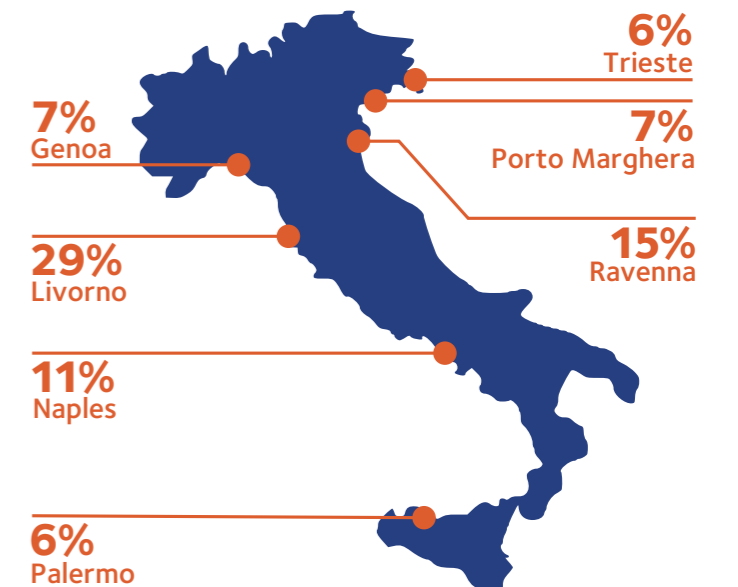 6%
Trieste
7%
Genoa
7%
Porto Marghera
29%
Livorno
15%
Ravenna
11%
Naples
6%
Palermo